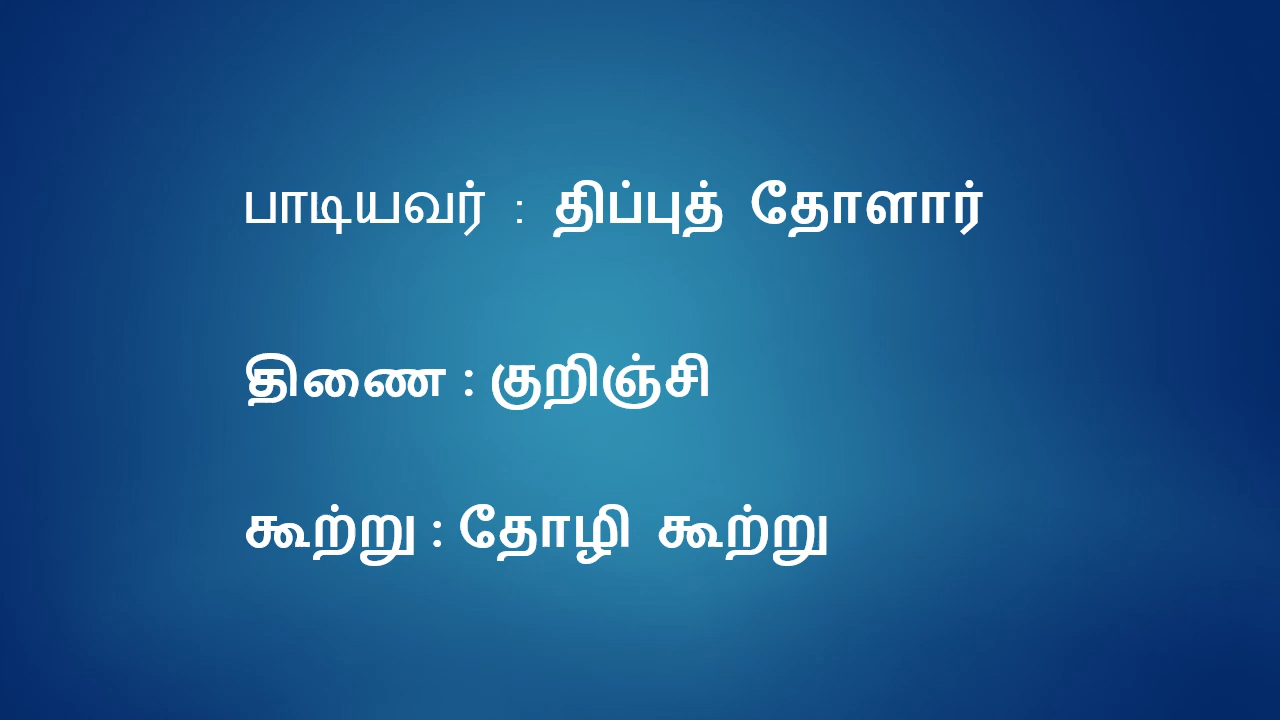 பாடியவர் : திப்புத் தோளார்
திணை : குறிஞ்சி
கூற்று : தோழி கூற்று